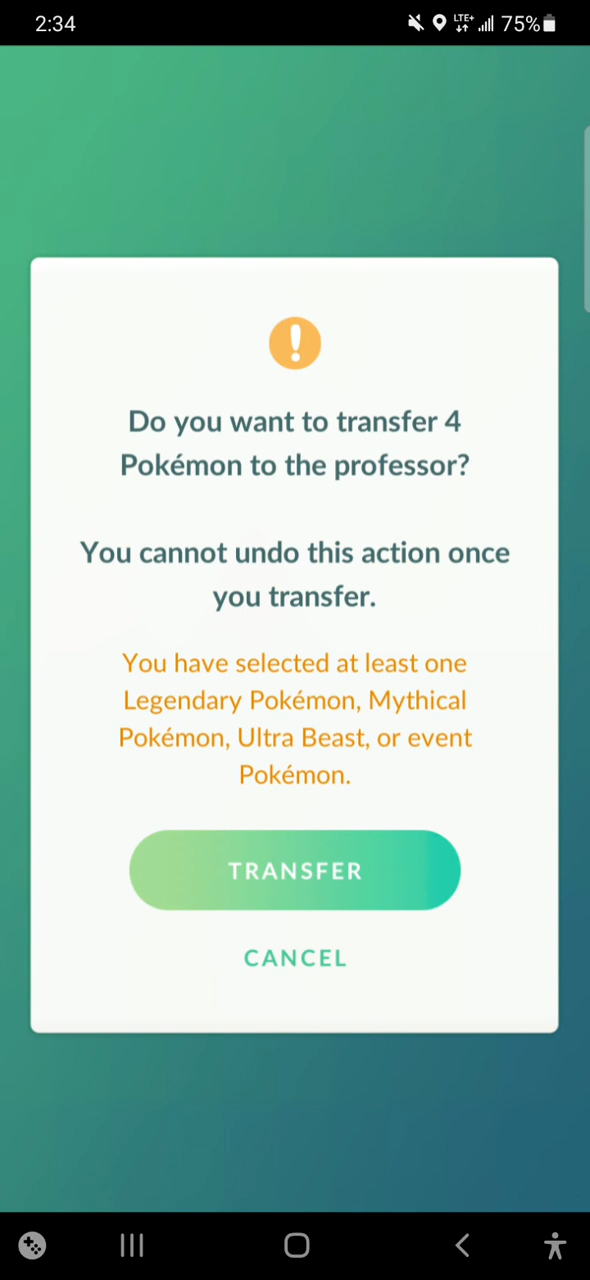 2:34
LTE+
75%
Do you want to transfer 4
Pokémon to the professor?
You cannot undo this action once
you transfer.
You have selected at least one
Legendary Pokémon, Mythical
Pokémon, Ultra Beast, or event
Pokémon.
TRANSFER
CANCEL